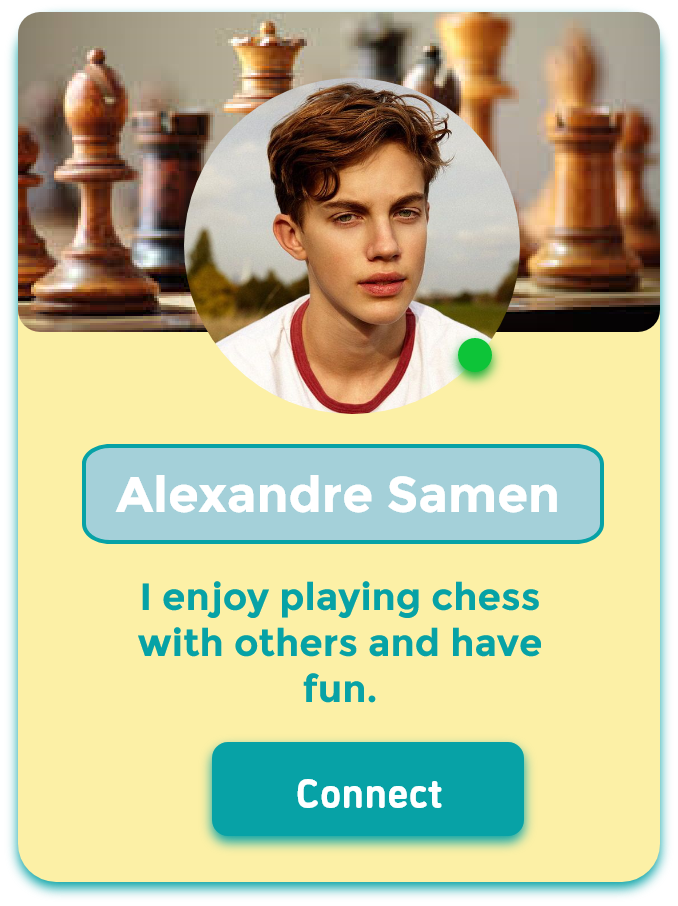 Alexandre Samen
I enjoy playing chess
with others and have
fun.
Connect